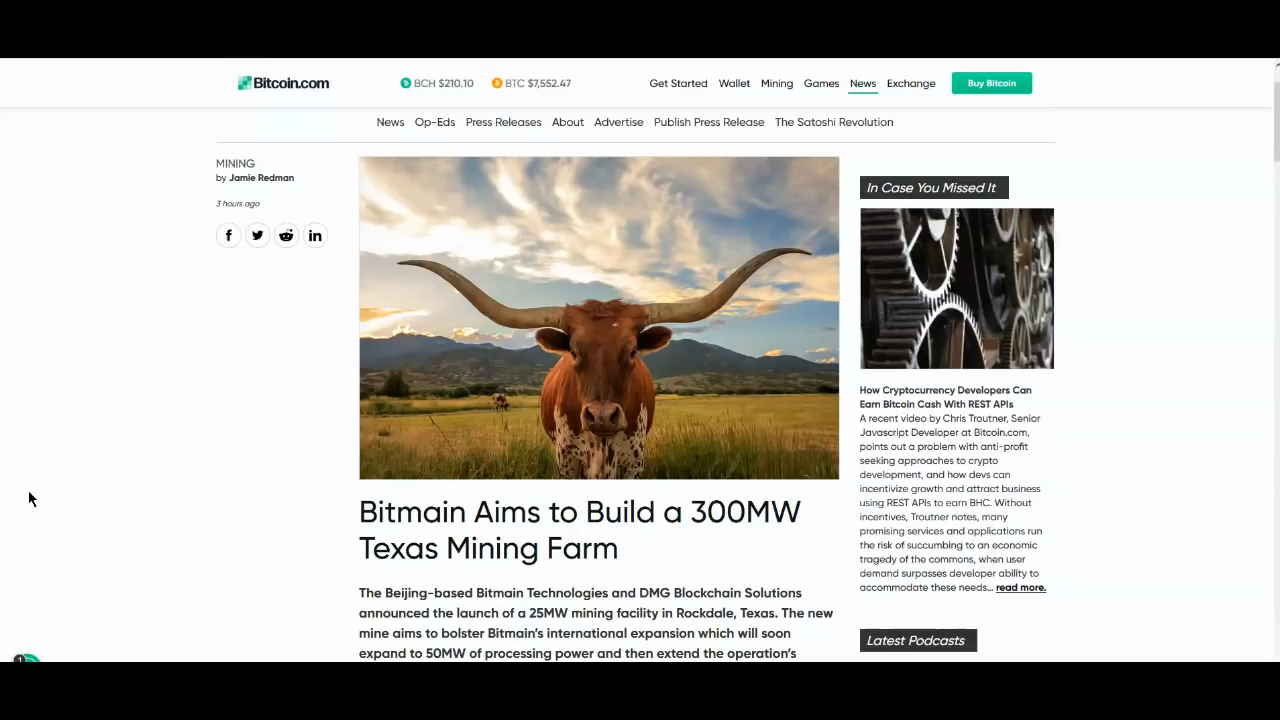 Bitcoin.com
BCH $210.10
BTC $7,552.47
Get Started
Wallet
Mining
Games
News
Exchange
Buy Bitcoin
News
Op-Eds
Press Releases
About
Advertise
Publish Press Release
The Satoshi Revolution
MINING
by Jamie Redman
3 hours ago
Bitmain Aims to Build a 300MW
Texas Mining Farm
The Beijing-based Bitmain Technologies and DMG Blockchain Solutions
announced the launch of a 25MW mining facility in Rockdale, Texas. The new
mine aims to bolster Bitmain's international expansion which will soon
expand to 50MW of processing power and then extend the operation's
In Case You Missed It
How Cryptocurrency Developers Can
Earn Bitcoin Cash With REST APIs
A recent video by Chris Troutner, Senior
Javascript Developer at Bitcoin.com,
points out a problem with anti-profit
seeking approaches to crypto
development, and how devs can
incentivize growth and attract business
using REST APIs to earn BHC. Without
incentives, Troutner notes, many
promising services and applications run
the risk of succumbing to an economic
tragedy of the commons, when user
demand surpasses developer ability to
accommodate these needs... read more.
Latest Podcasts
1